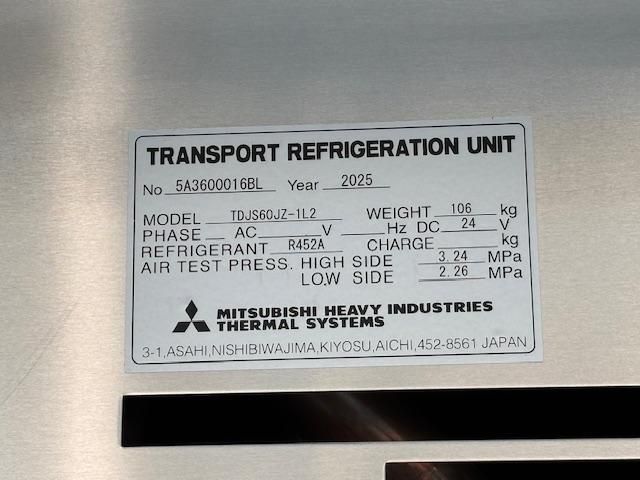 TRANSPORT REFRIGERATION UNIT
No 5A3600016BL Year 2025
MODEL TDJS60JZ-1L2 WEIGHT 106 kg
PHASE AC V Hz DC 24 V
REFRIGERANT R452A CHARGE kg
AIR TEST PRESS. HIGH SIDE 3.24 MPa
LOW SIDE 2.26 MPa
MITSUBISHI HEAVY INDUSTRIES
THERMAL SYSTEMS
3-1,ASAHI,NISHIBIWAJIMA,KIYOSU,AICHI,452-8561 JAPAN